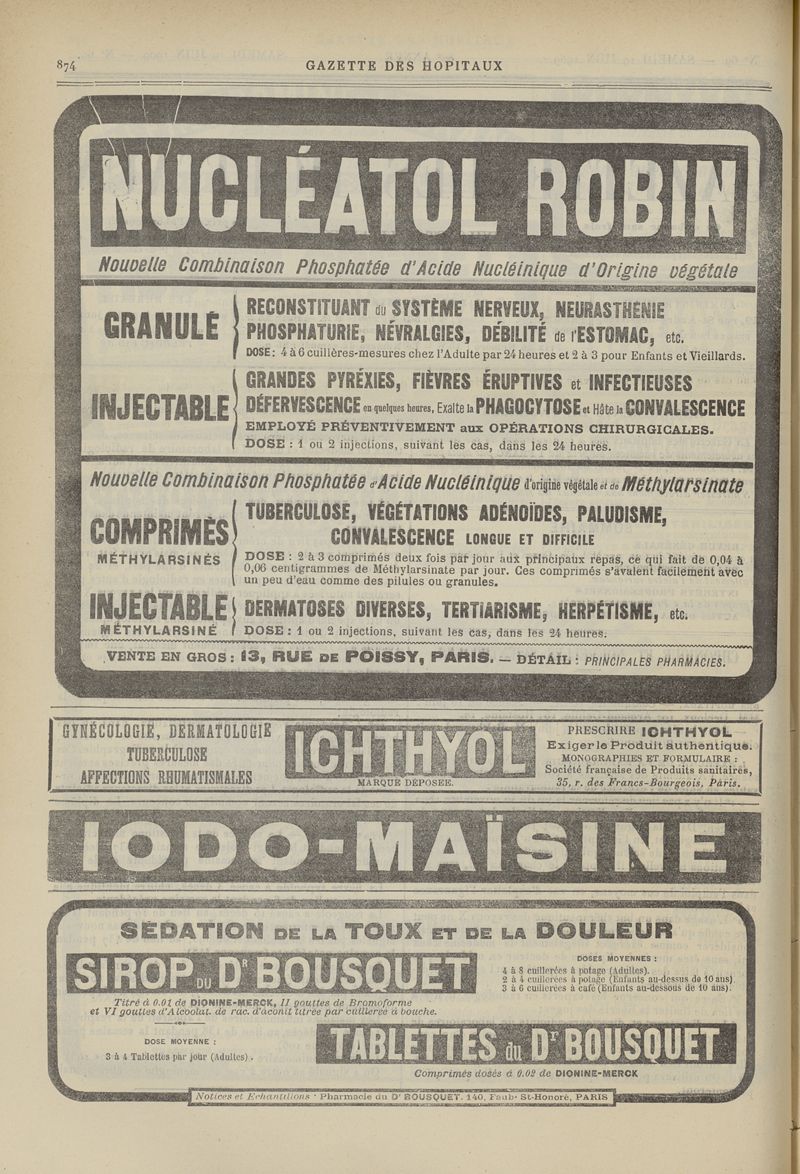 874
GAZETTE DES HOPITAUX
NUCLÉATOL ROBIN
Nouvelle Combinaison Phosphatée d'Acide Nucléinique d'Origine végétale
GRANULÉ
RECONSTITUANT du SYSTÈME NERVEUX, NEURASTHÉNIE
PHOSPHATURIE, NÉVRALGIES, DÉBILITÉ de l'ESTOMAC, etc.
DOSE: 4 à 6 cuillères-mesures chez l'Adulte par 24 heures et 2 à 3 pour Enfants et Vieillards.
INJECTABLE
GRANDES PYRÉXIES, FIÈVRES ÉRUPTIVES et INFECTIEUSES
DÉFERVESCENCE en quelques heures, Exalte la PHAGOCYTOSE et Hâte la CONVALESCENCE
EMPLOYÉ PRÉVENTIVEMENT aux OPÉRATIONS CHIRURGICALES.
DOSE : 1 ou 2 injections, suivant les cas, dans les 24 heures.
Nouvelle Combinaison Phosphatée d'Acide Nucléinique d'origine végétale et de Méthylarsinate
COMPRIMÉS
MÉTHYLARSINÉS
TUBERCULOSE, VÉGÉTATIONS ADÉNOÏDES, PALUDISME,
CONVALESCENCE LONGUE ET DIFFICILE
DOSE : 2 à 3 comprimés deux fois par jour aux principaux repas, ce qui fait de 0,04 à
0,06 centigrammes de Méthylarsinate par jour. Ces comprimés s'avalent facilement avec
un peu d'eau comme des pilules ou granules.
INJECTABLE
MÉTHYLARSINÉ
DERMATOSES DIVERSES, TERTIARISME, HERPÉTISME, etc.
DOSE : 1 ou 2 injections, suivant les cas, dans les 24 heures.
VENTE EN GROS : 13, RUE DE POISSY, PARIS. — DÉTAIL : PRINCIPALES PHARMACIES.
GYNÉCOLOGIE, DERMATOLOGIE
TUBERCULOSE
AFFECTIONS RHUMATISMALES
ICHTHYOL
MARQUE DÉPOSÉE.
PRESCRIRE ICHTHYOL
Exiger le Produit authentique.
MONOGRAPHIES ET FORMULAIRE :
Société française de Produits sanitaires,
35, r. des Francs-Bourgeois, Paris.
IODO-MAÏSINE
SÉDATION DE LA TOUX ET DE LA DOULEUR
SIROP DU Dr BOUSQUET
Titré à 0.01 de DIONINE-MERCK, II gouttes de Bromoforme
et VI gouttes d'Alcoolat. de rac. d'aconit titrée par cuillerée à bouche.
DOSES MOYENNES :
4 à 8 cuillerées à potage (Adultes).
2 à 4 cuillerées à potage (Enfants au-dessus de 10 ans)
3 à 6 cuillerées à café (Enfants au-dessous de 10 ans).
DOSE MOYENNE :
3 à 4 Tablettes par jour (Adultes).
TABLETTES du Dr BOUSQUET
Comprimés dosés à 0.02 de DIONINE-MERCK
Notices et Echantillons : Pharmacie du Dr BOUSQUET. 140, Faubg St-Honoré, PARIS